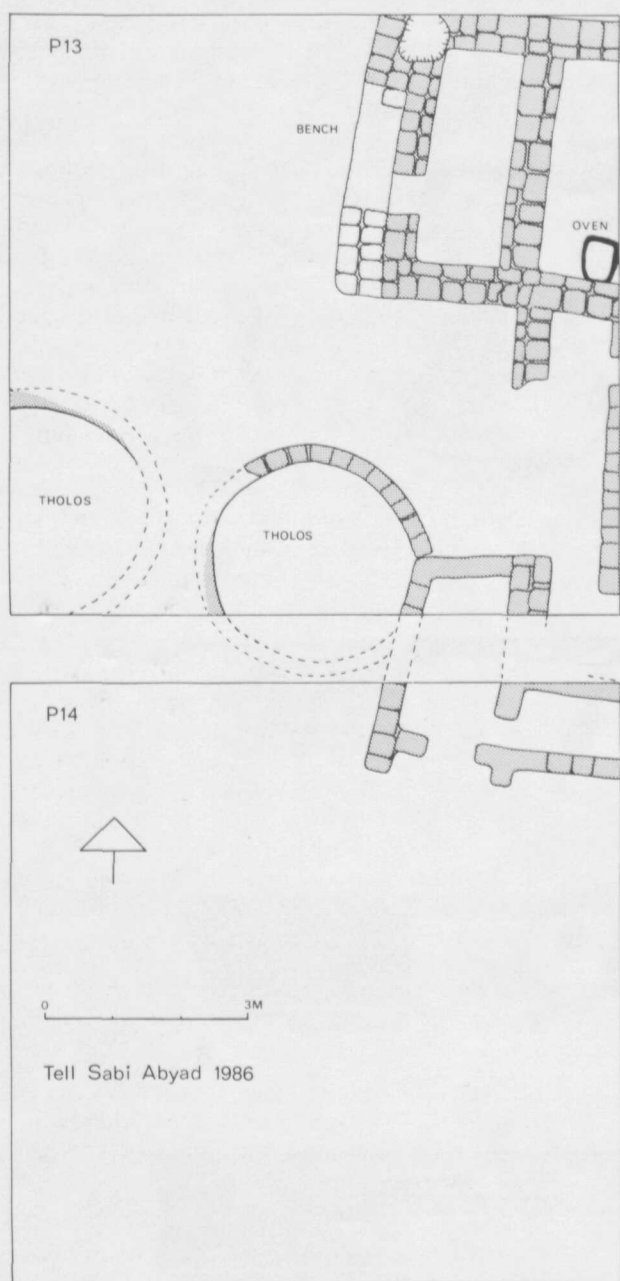 P13
BENCH
OVEN
THOLOS
THOLOS
P14
0 3M
Tell Sabi Abyad 1986